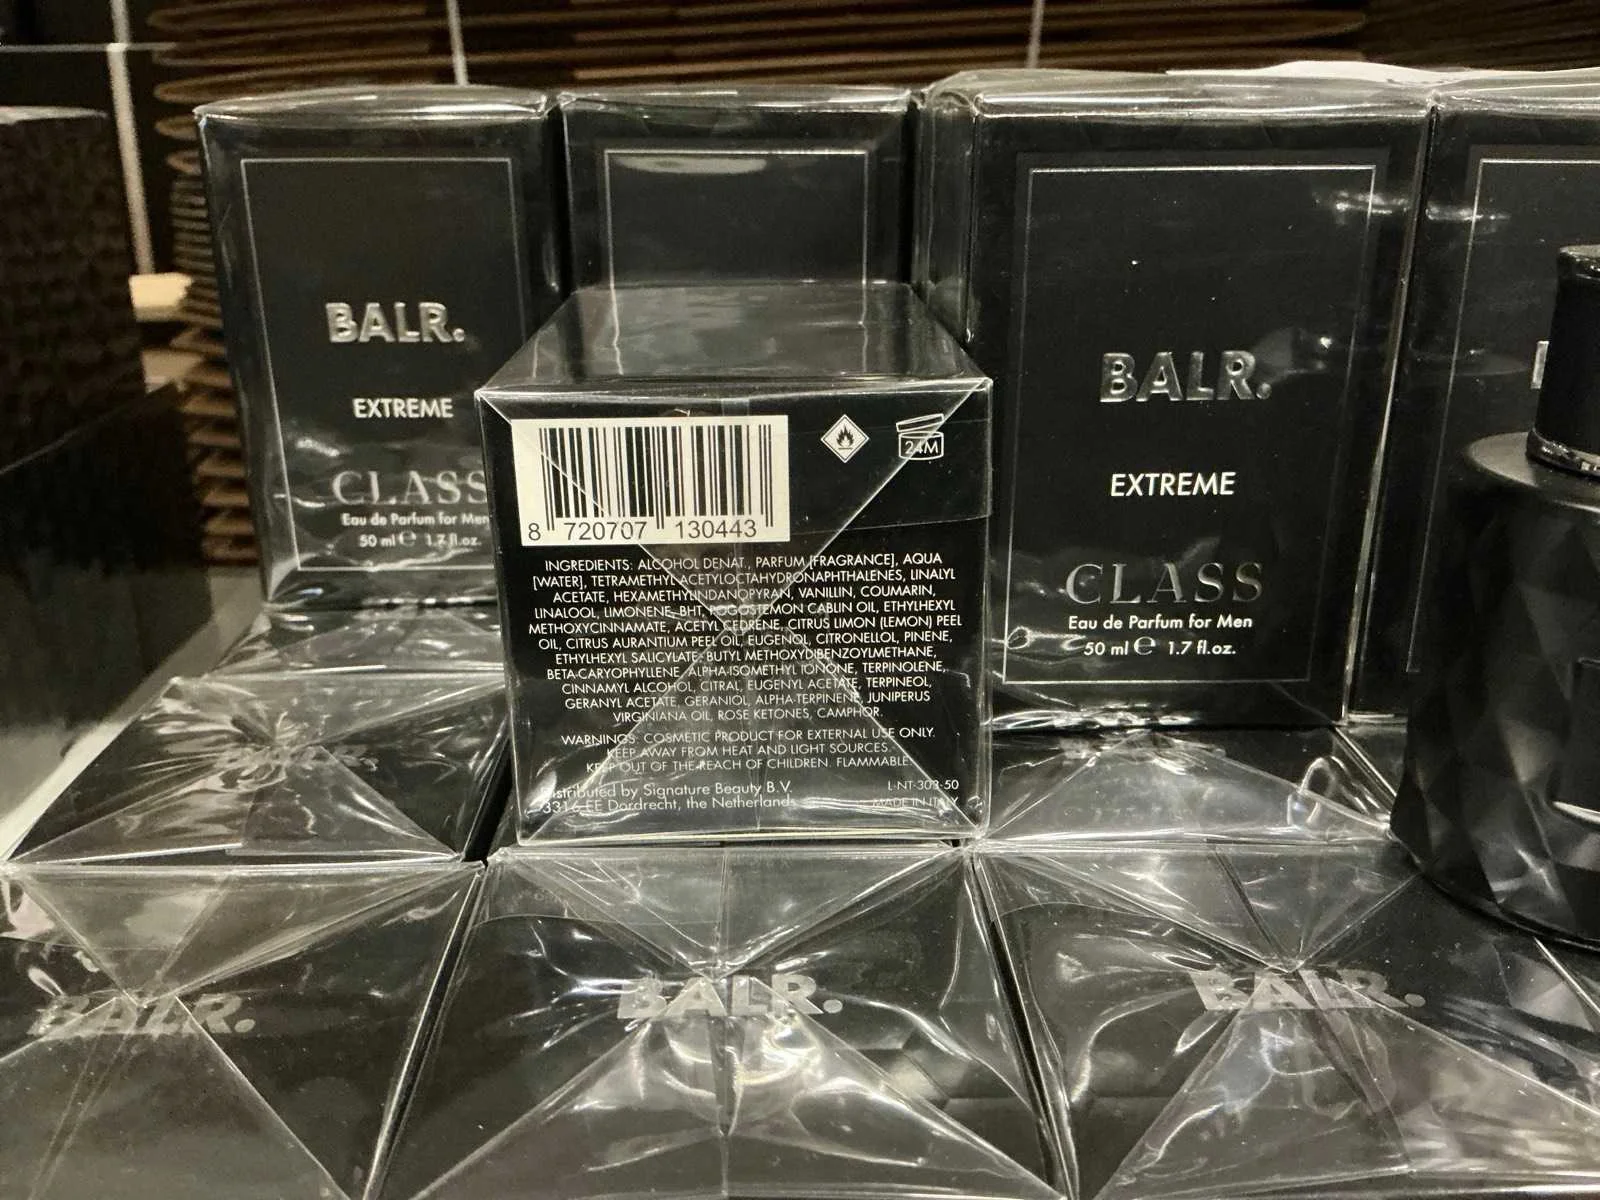 BALR.
EXTREME
CLASS
Eau de Parfum for Men
50 ml ℮ 1.7 fl.oz.
BALR.
EXTREME
CLASS
Eau de Parfum for Men
50 ml ℮ 1.7 fl.oz.
24M
8 720707 130443
INGREDIENTS: ALCOHOL DENAT., PARFUM [FRAGRANCE], AQUA
[WATER], TETRAMETHYL ACETYLOCTAHYDRONAPHTHALENES, LINALYL
ACETATE, HEXAMETHYLINDANOPYRAN, VANILLIN, COUMARIN,
LINALOOL, LIMONENE, BHT, POGOSTEMON CABLIN OIL, ETHYLHEXYL
METHOXYCINNAMATE, ACETYL CEDRENE, CITRUS LIMON (LEMON) PEEL
OIL, CITRUS AURANTIUM PEEL OIL, EUGENOL, CITRONELLOL, PINENE,
ETHYLHEXYL SALICYLATE, BUTYL METHOXYDIBENZOYLMETHANE,
BETA-CARYOPHYLLENE, ALPHA-ISOMETHYL IONONE, TERPINOLENE,
CINNAMYL ALCOHOL, CITRAL, EUGENYL ACETATE, TERPINEOL,
GERANYL ACETATE, GERANIOL, ALPHA-TERPINENE, JUNIPERUS
VIRGINIANA OIL, ROSE KETONES, CAMPHOR.
WARNINGS: COSMETIC PRODUCT FOR EXTERNAL USE ONLY.
KEEP AWAY FROM HEAT AND LIGHT SOURCES.
KEEP OUT OF THE REACH OF CHILDREN. FLAMMABLE.
Distributed by Signature Beauty B.V.
L-NT-303-50
3316 EE Dordrecht, the Netherlands
MADE IN ITALY
BALR.
BALR.
BALR.